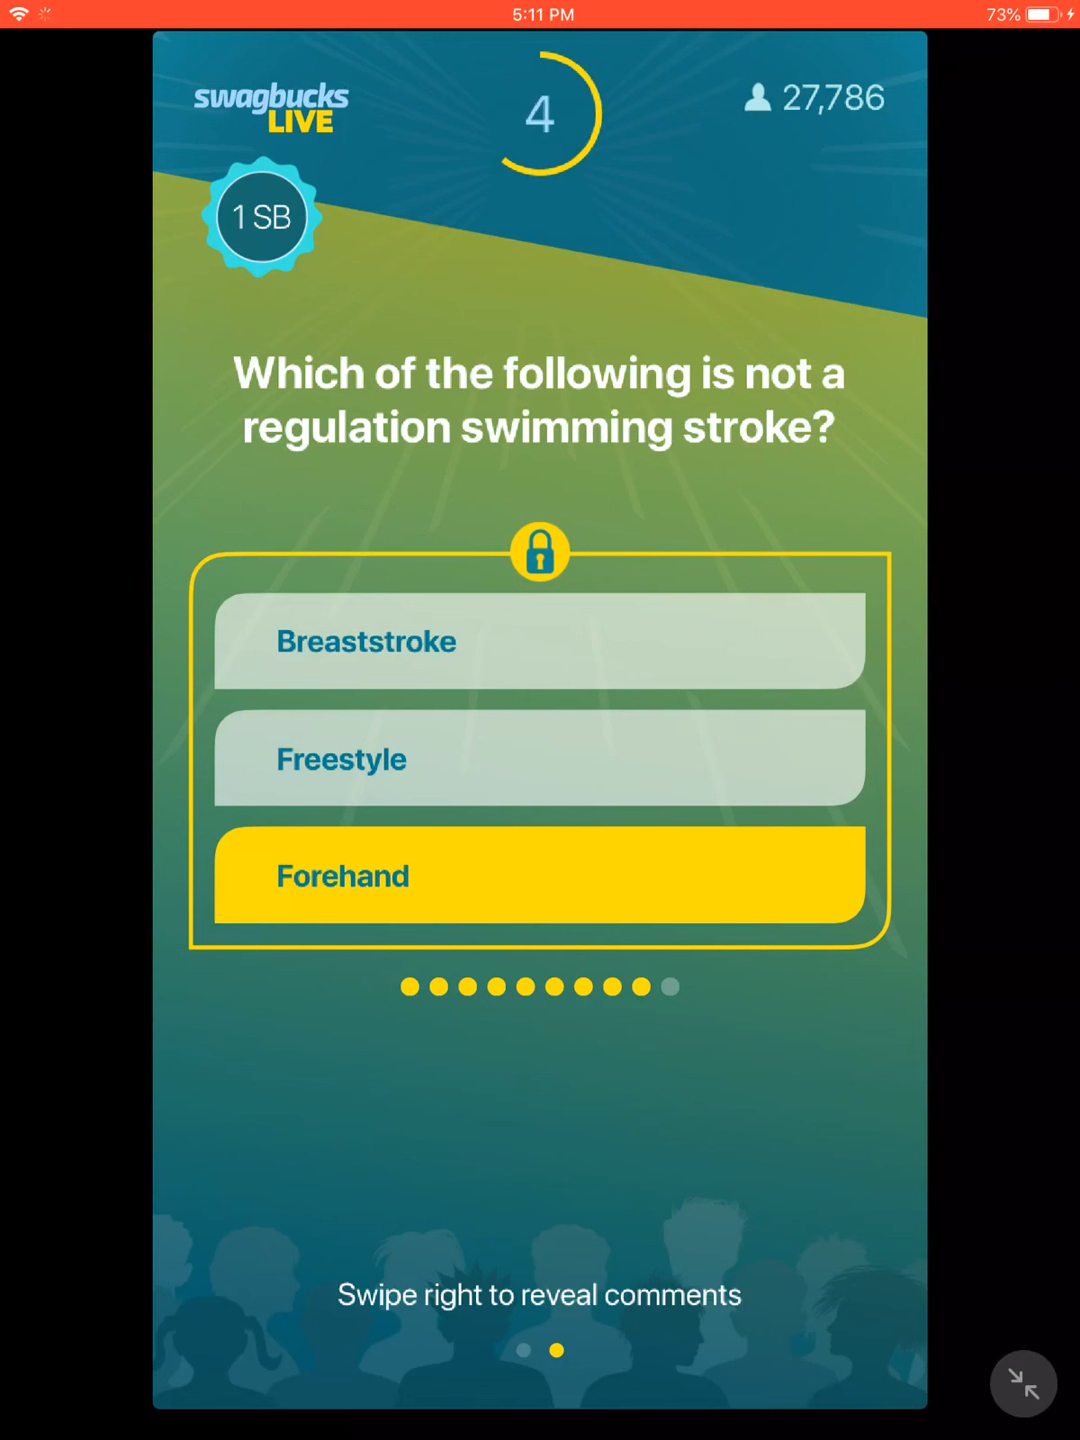 5:11 PM
73%
swagbucks
LIVE
4
27,786
1 SB
Which of the following is not a
regulation swimming stroke?
Breaststroke
Freestyle
Forehand
Swipe right to reveal comments